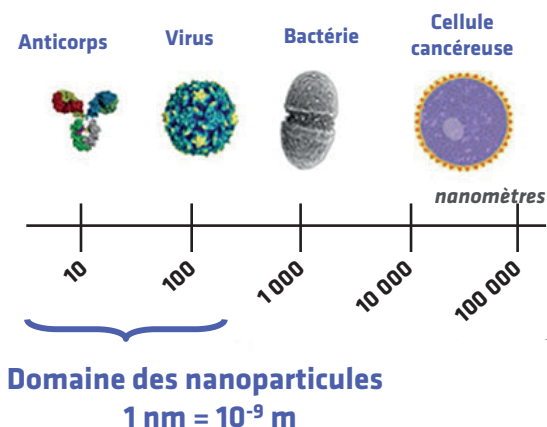 Anticorps
Virus
Bactérie
Cellule
cancéreuse
nanomètres
10
100
1 000
10 000
100 000
Domaine des nanoparticules
1 nm = 10⁻⁹ m